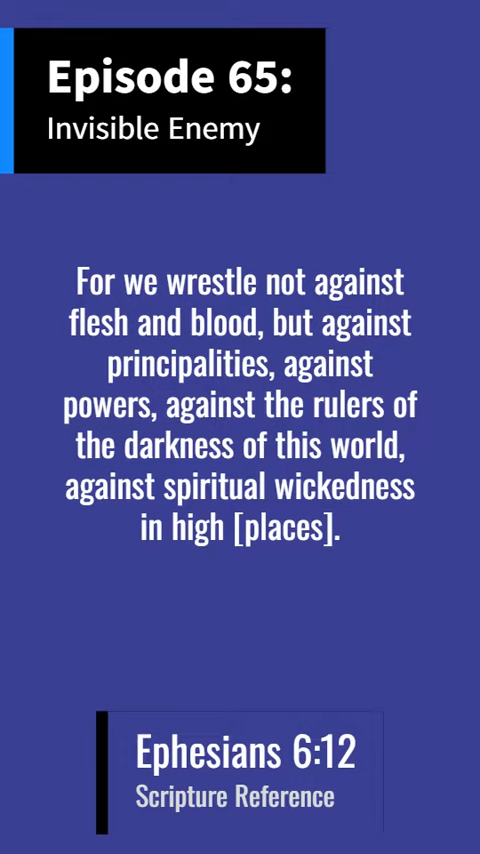 Episode 65:
Invisible Enemy
For we wrestle not against
flesh and blood, but against
principalities, against
powers, against the rulers of
the darkness of this world,
against spiritual wickedness
in high [places].
Ephesians 6:12
Scripture Reference